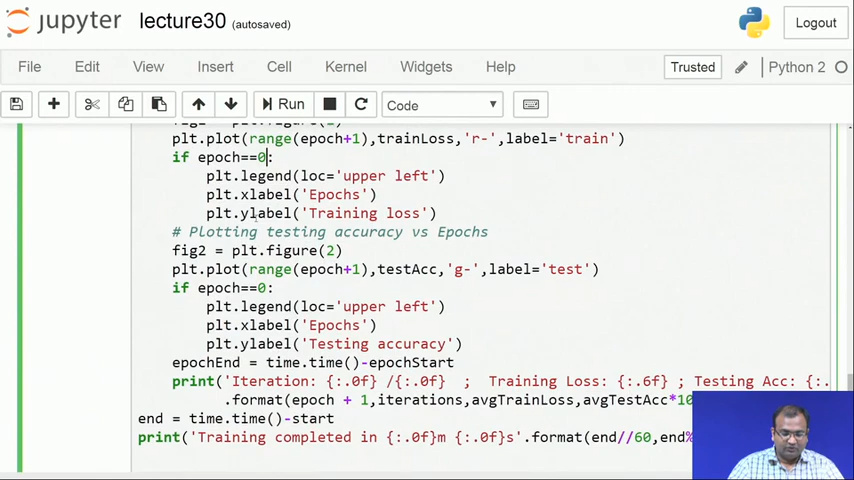 jupyter lecture30 (autosaved) Logout
File Edit View Insert Cell Kernel Widgets Help Trusted Python 2
Run Code
plt.plot(range(epoch+1),trainLoss,'r-',label='train')
if epoch==0:
plt.legend(loc='upper left')
plt.xlabel('Epochs')
plt.ylabel('Training loss')
# Plotting testing accuracy vs Epochs
fig2 = plt.figure(2)
plt.plot(range(epoch+1),testAcc,'g-',label='test')
if epoch==0:
plt.legend(loc='upper left')
plt.xlabel('Epochs')
plt.ylabel('Testing accuracy')
epochEnd = time.time()-epochStart
print('Iteration: {:.0f} /{:.0f}  ;  Training Loss: {:.6f} ; Testing Acc: {:.
.format(epoch + 1,iterations,avgTrainLoss,avgTestAcc*10
end = time.time()-start
print('Training completed in {:.0f}m {:.0f}s'.format(end//60,end%